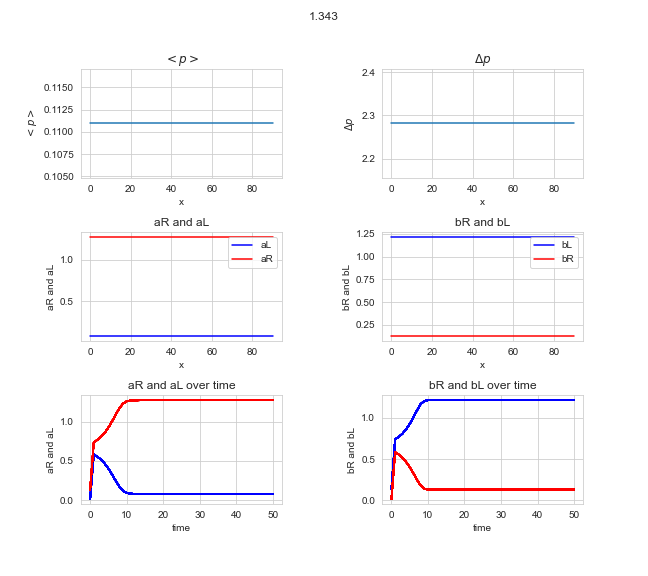 1.343
< p >
Δp
< p >
0.1150
0.1125
0.1100
0.1075
0.1050
0 20 40 60 80
x
Δp
2.4
2.3
2.2
0 20 40 60 80
x
aR and aL
bR and bL
aR and aL
1.0
0.5
aL
aR
0 20 40 60 80
x
bR and bL
1.25
1.00
0.75
0.50
0.25
bL
bR
0 20 40 60 80
x
aR and aL over time
bR and bL over time
aR and aL
1.0
0.5
0.0
0 10 20 30 40 50
time
bR and bL
1.0
0.5
0.0
0 10 20 30 40 50
time